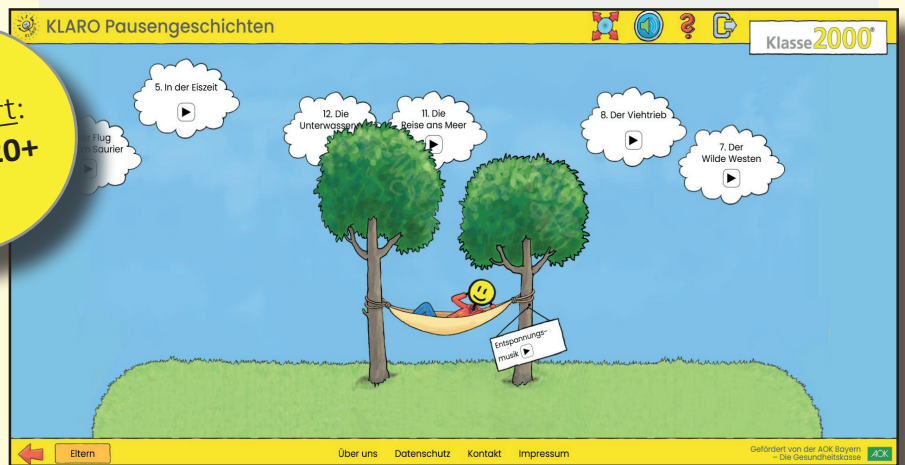 KLARO Pausengeschichten
Klasse2000
5. In der Eiszeit
12. Die
11. Die
Reise ans Meer
8. Der Viehtrieb
7. Der
Wilde Westen
Flug
Saurier
Entspannungs-
musik
Eltern
Über uns Datenschutz Kontakt Impressum
Gefördert von der AOK Bayern
– Die Gesundheitskasse
AOK